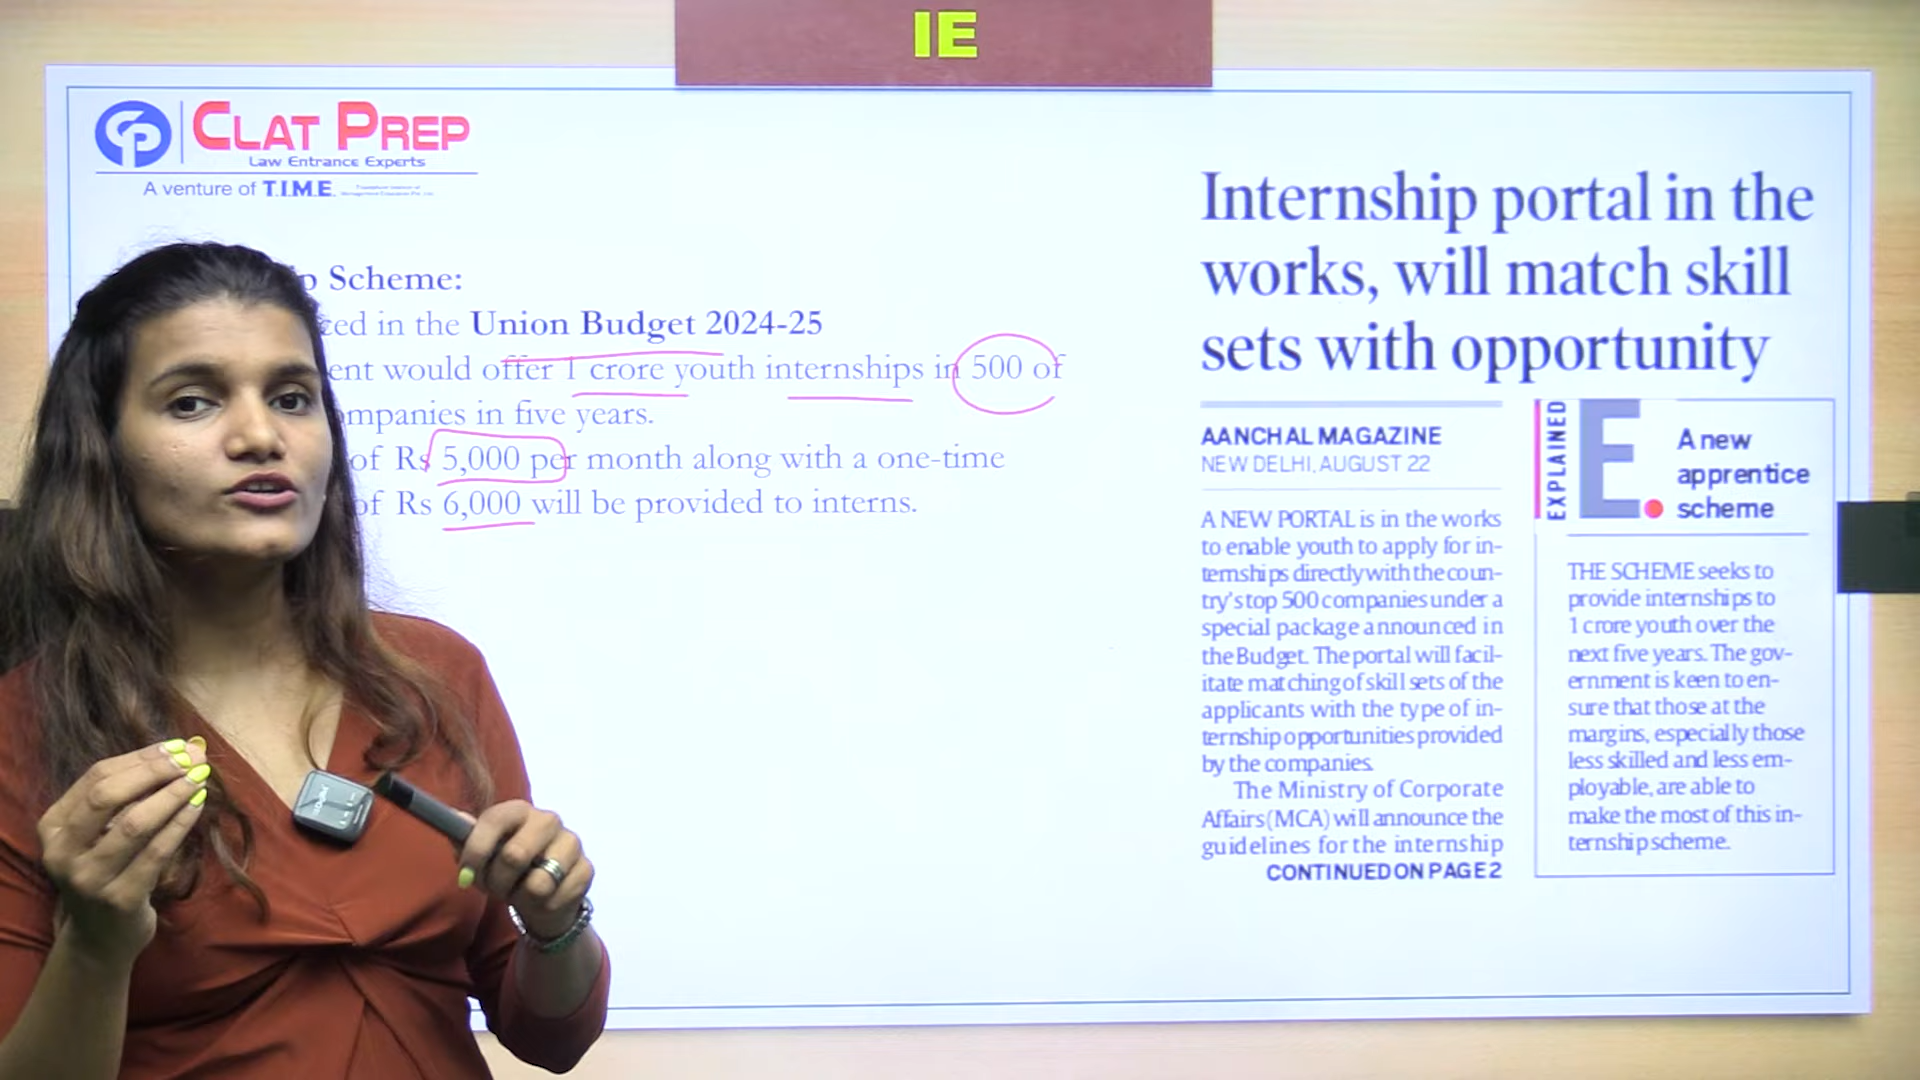 IE
CLAT PREP
Law Entrance Experts
A venture of T.I.M.E.
Scheme:
in the Union Budget 2024-25
would offer 1 crore youth internships in 500 of
in five years.
of Rs 5,000 per month along with a one-time
of Rs 6,000 will be provided to interns.
Internship portal in the
works, will match skill
sets with opportunity
AANCHAL MAGAZINE
NEW DELHI, AUGUST 22
A NEW PORTAL is in the works
to enable youth to apply for in-
ternships directly with the coun-
try's top 500 companies under a
special package announced in
the Budget. The portal will facil-
itate matching of skill sets of the
applicants with the type of in-
ternship opportunities provided
by the companies.
The Ministry of Corporate
Affairs (MCA) will announce the
guidelines for the internship
CONTINUED ON PAGE 2
EXPLAINED
E.
A new
apprentice
scheme
THE SCHEME seeks to
provide internships to
1 crore youth over the
next five years. The gov-
ernment is keen to en-
sure that those at the
margins, especially those
less skilled and less em-
ployable, are able to
make the most of this in-
ternship scheme.